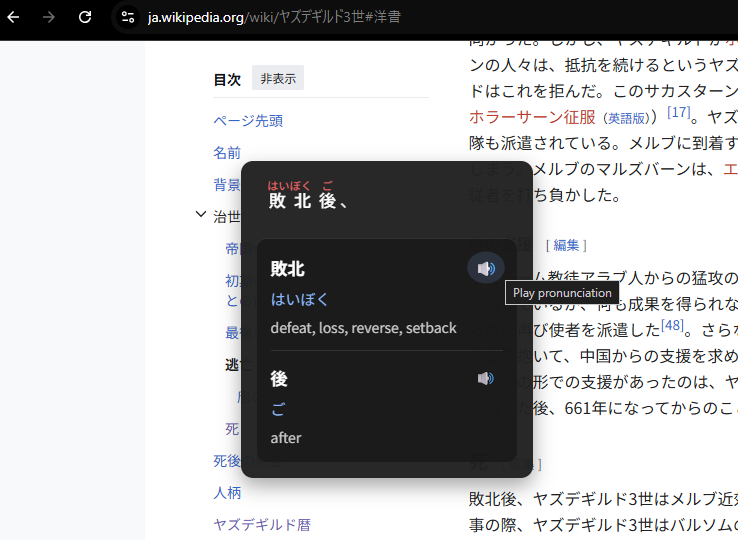 ja.wikipedia.org/wiki/ヤズデギルド3世#洋書
目次 非表示
ページ先頭
名前
背景
治世
帝
初
と
最
逃亡
死
死後
人柄
ヤズデギルド暦
ンの人々は、抵抗を続けるというヤズ
ドはこれを拒んだ。このサカスターン
ホラーサーン征服（英語版））[17]。ヤズ
隊も派遣されている。メルブに到着す
メルブのマルズバーンは、エ
打ち負かした。
[編集]
教徒アラブ人からの猛攻の
何も成果を得られな
び使者を派遣した[48]。さらな
いて、中国からの支援を求め
の形での支援があったのは、ヤ
た後、661年になってからのこ
死 [編集]
敗北後、ヤズデギルド3世はメルブ近郊
事の際、ヤズデギルド3世はバルソムの
はいぼく ご
敗北後、
敗北
はいぼく
defeat, loss, reverse, setback
後
ご
after
Play pronunciation